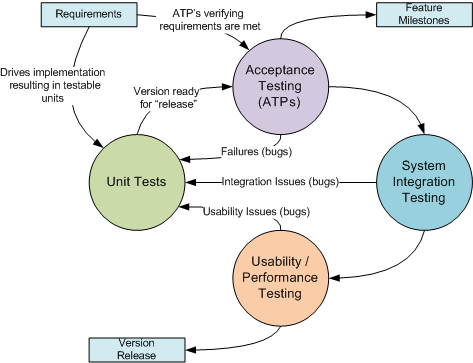 Requirements
ATP's verifying
requirements are met
Feature
Milestones
Drives implementation
resulting in testable
units
Version ready
for "release"
Acceptance
Testing
(ATPs)
Failures (bugs)
Unit Tests
Integration Issues (bugs)
System
Integration
Testing
Usability Issues (bugs)
Usability /
Performance
Testing
Version
Release